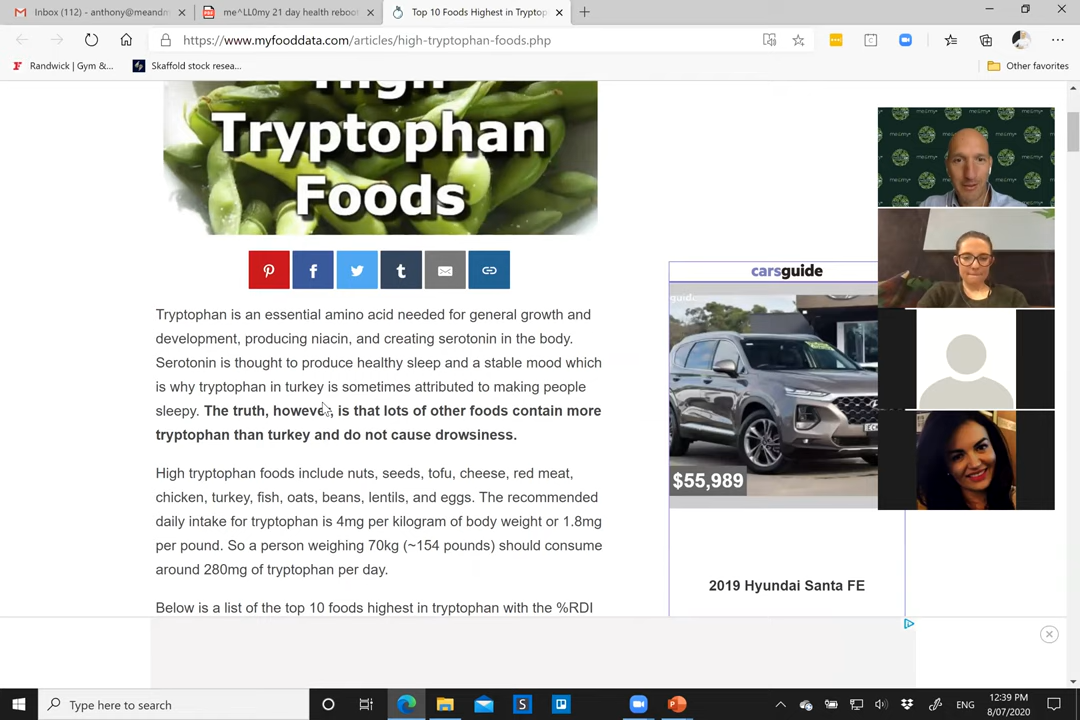 Inbox (112) - anthony@meandm
me^LL0my 21 day health reboot
Top 10 Foods Highest in Tryptop
https://www.myfooddata.com/articles/high-tryptophan-foods.php
Randwick | Gym &...
Skaffold stock resea...
Other favorites
High
Tryptophan
Foods
Tryptophan is an essential amino acid needed for general growth and
development, producing niacin, and creating serotonin in the body.
Serotonin is thought to produce healthy sleep and a stable mood which
is why tryptophan in turkey is sometimes attributed to making people
sleepy. The truth, however, is that lots of other foods contain more
tryptophan than turkey and do not cause drowsiness.
High tryptophan foods include nuts, seeds, tofu, cheese, red meat,
chicken, turkey, fish, oats, beans, lentils, and eggs. The recommended
daily intake for tryptophan is 4mg per kilogram of body weight or 1.8mg
per pound. So a person weighing 70kg (~154 pounds) should consume
around 280mg of tryptophan per day.
Below is a list of the top 10 foods highest in tryptophan with the %RDI
carsguide
$55,989
2019 Hyundai Santa FE
Type here to search
ENG
12:39 PM
8/07/2020